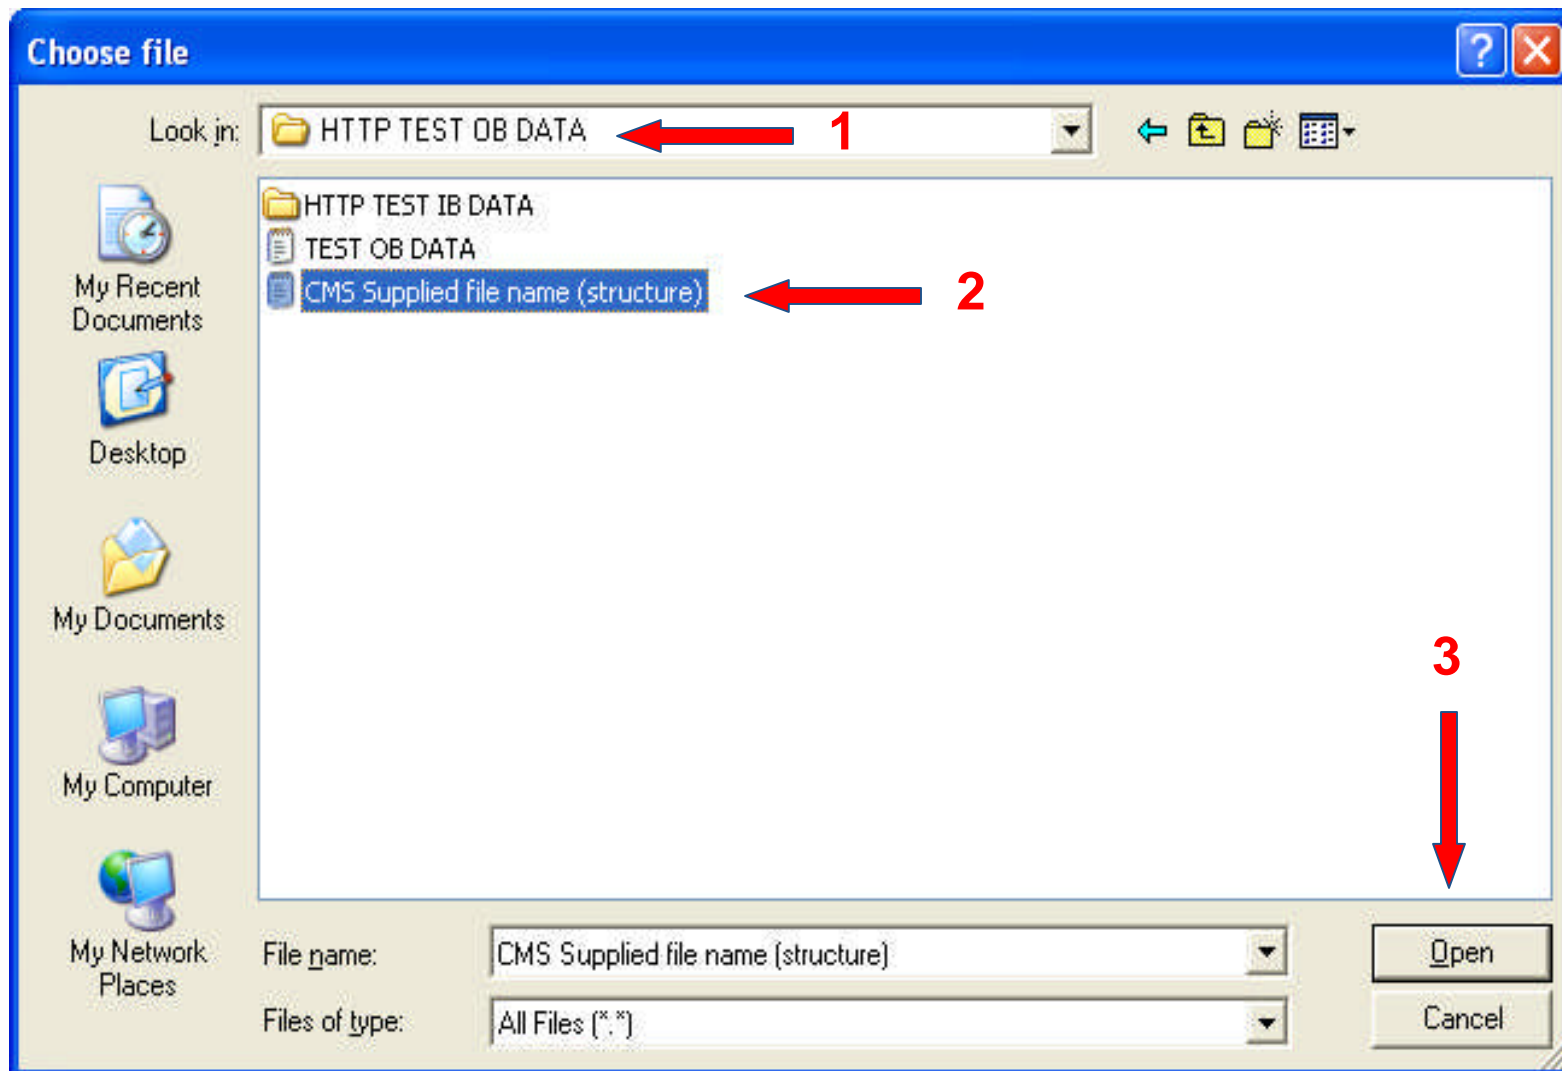 Choose file
Look in: HTTP TEST OB DATA 1
HTTP TEST IB DATA
TEST OB DATA
CMS Supplied file name (structure) 2
My Recent
Documents
Desktop
My Documents
My Computer
My Network
Places
3
File name: CMS Supplied file name (structure) Open
Files of type: All Files (*.*) Cancel